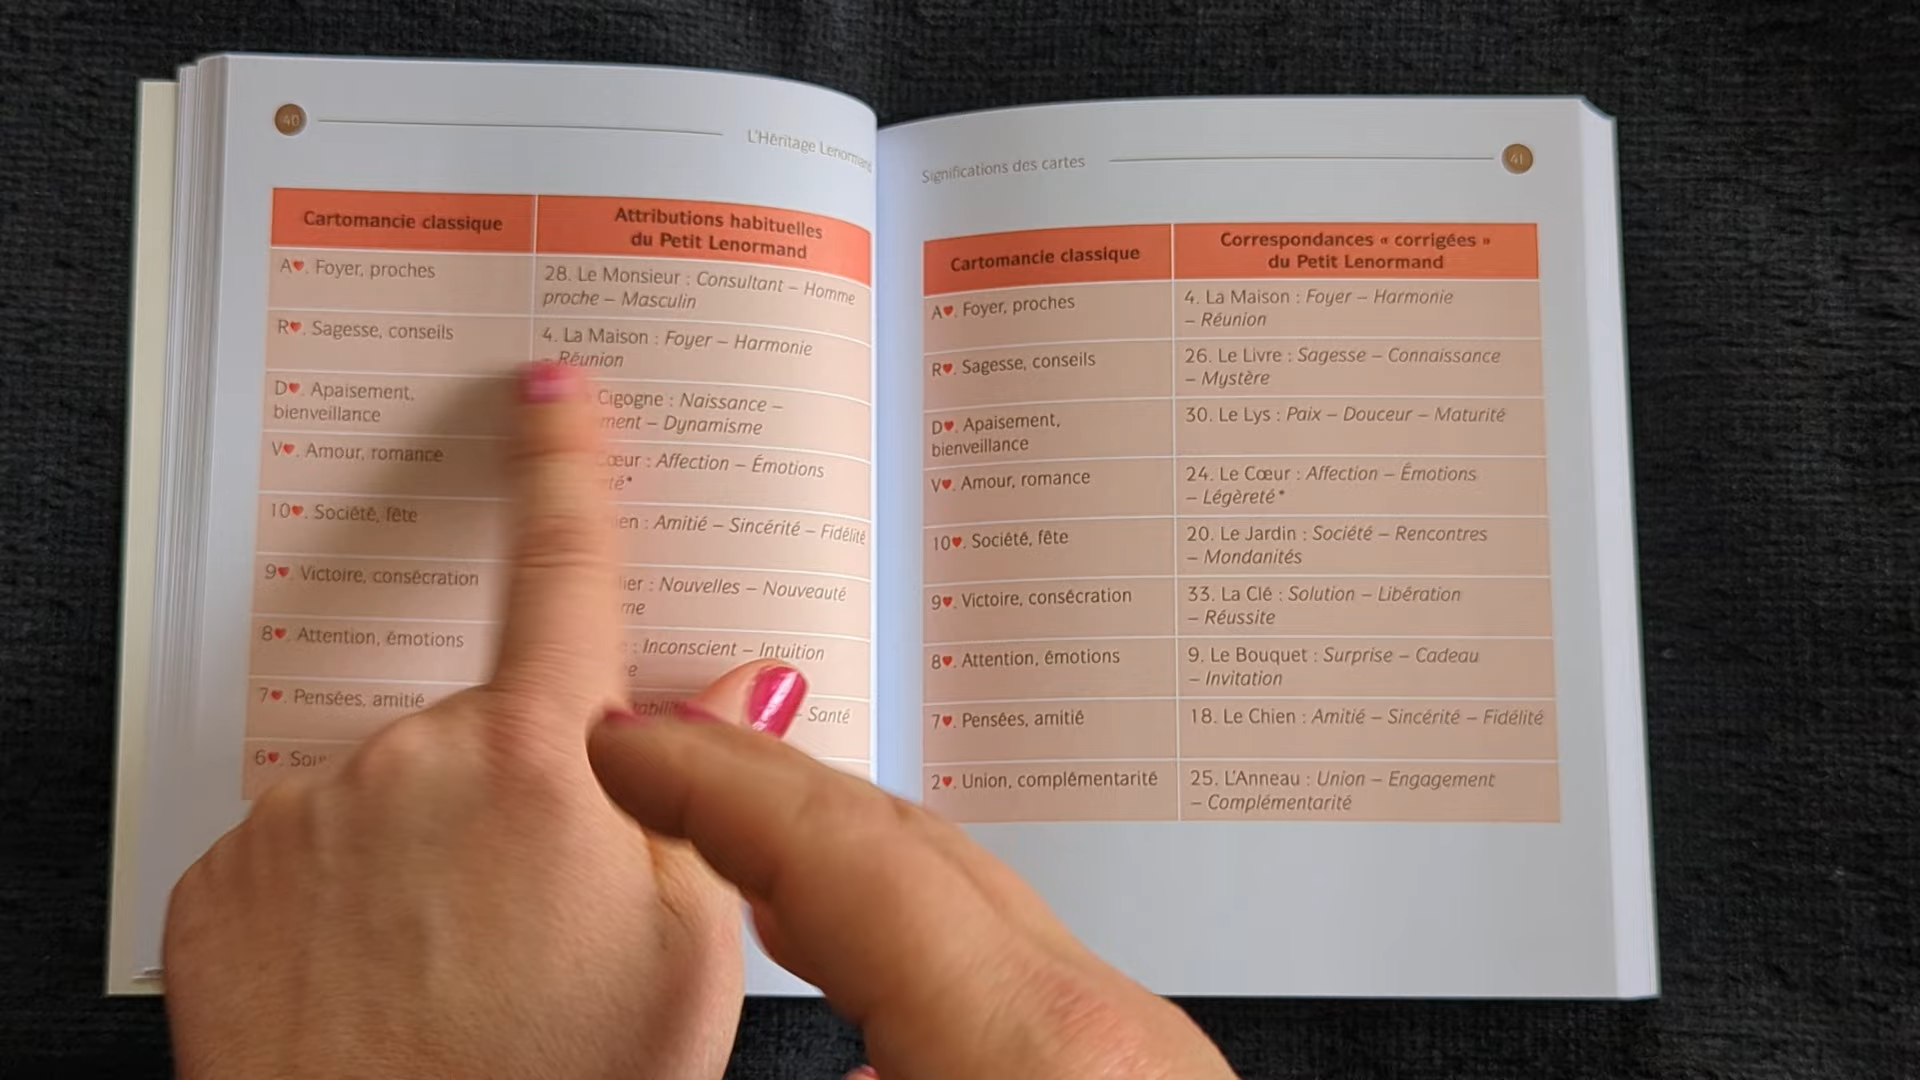 40
L'Héritage Lenormand
Cartomancie classique
Attributions habituelles
du Petit Lenormand
A♥. Foyer, proches
28. Le Monsieur : Consultant – Homme
proche – Masculin
R♥. Sagesse, conseils
4. La Maison : Foyer – Harmonie
– Réunion
D♥. Apaisement,
bienveillance
Cigogne : Naissance –
– Dynamisme
V♥. Amour, romance
: Affection – Émotions
10♥. Société, fête
: Amitié – Sincérité – Fidélité
9♥. Victoire, consécration
: Nouvelles – Nouveauté
8♥. Attention, émotions
: Inconscient – Intuition
7♥. Pensées, amitié
– Santé
6♥.
Significations des cartes
41
Cartomancie classique
Correspondances « corrigées »
du Petit Lenormand
A♥. Foyer, proches
4. La Maison : Foyer – Harmonie
– Réunion
R♥. Sagesse, conseils
26. Le Livre : Sagesse – Connaissance
– Mystère
D♥. Apaisement,
bienveillance
30. Le Lys : Paix – Douceur – Maturité
V♥. Amour, romance
24. Le Cœur : Affection – Émotions
– Légèreté*
10♥. Société, fête
20. Le Jardin : Société – Rencontres
– Mondanités
9♥. Victoire, consécration
33. La Clé : Solution – Libération
– Réussite
8♥. Attention, émotions
9. Le Bouquet : Surprise – Cadeau
– Invitation
7♥. Pensées, amitié
18. Le Chien : Amitié – Sincérité – Fidélité
2♥. Union, complémentarité
25. L'Anneau : Union – Engagement
– Complémentarité